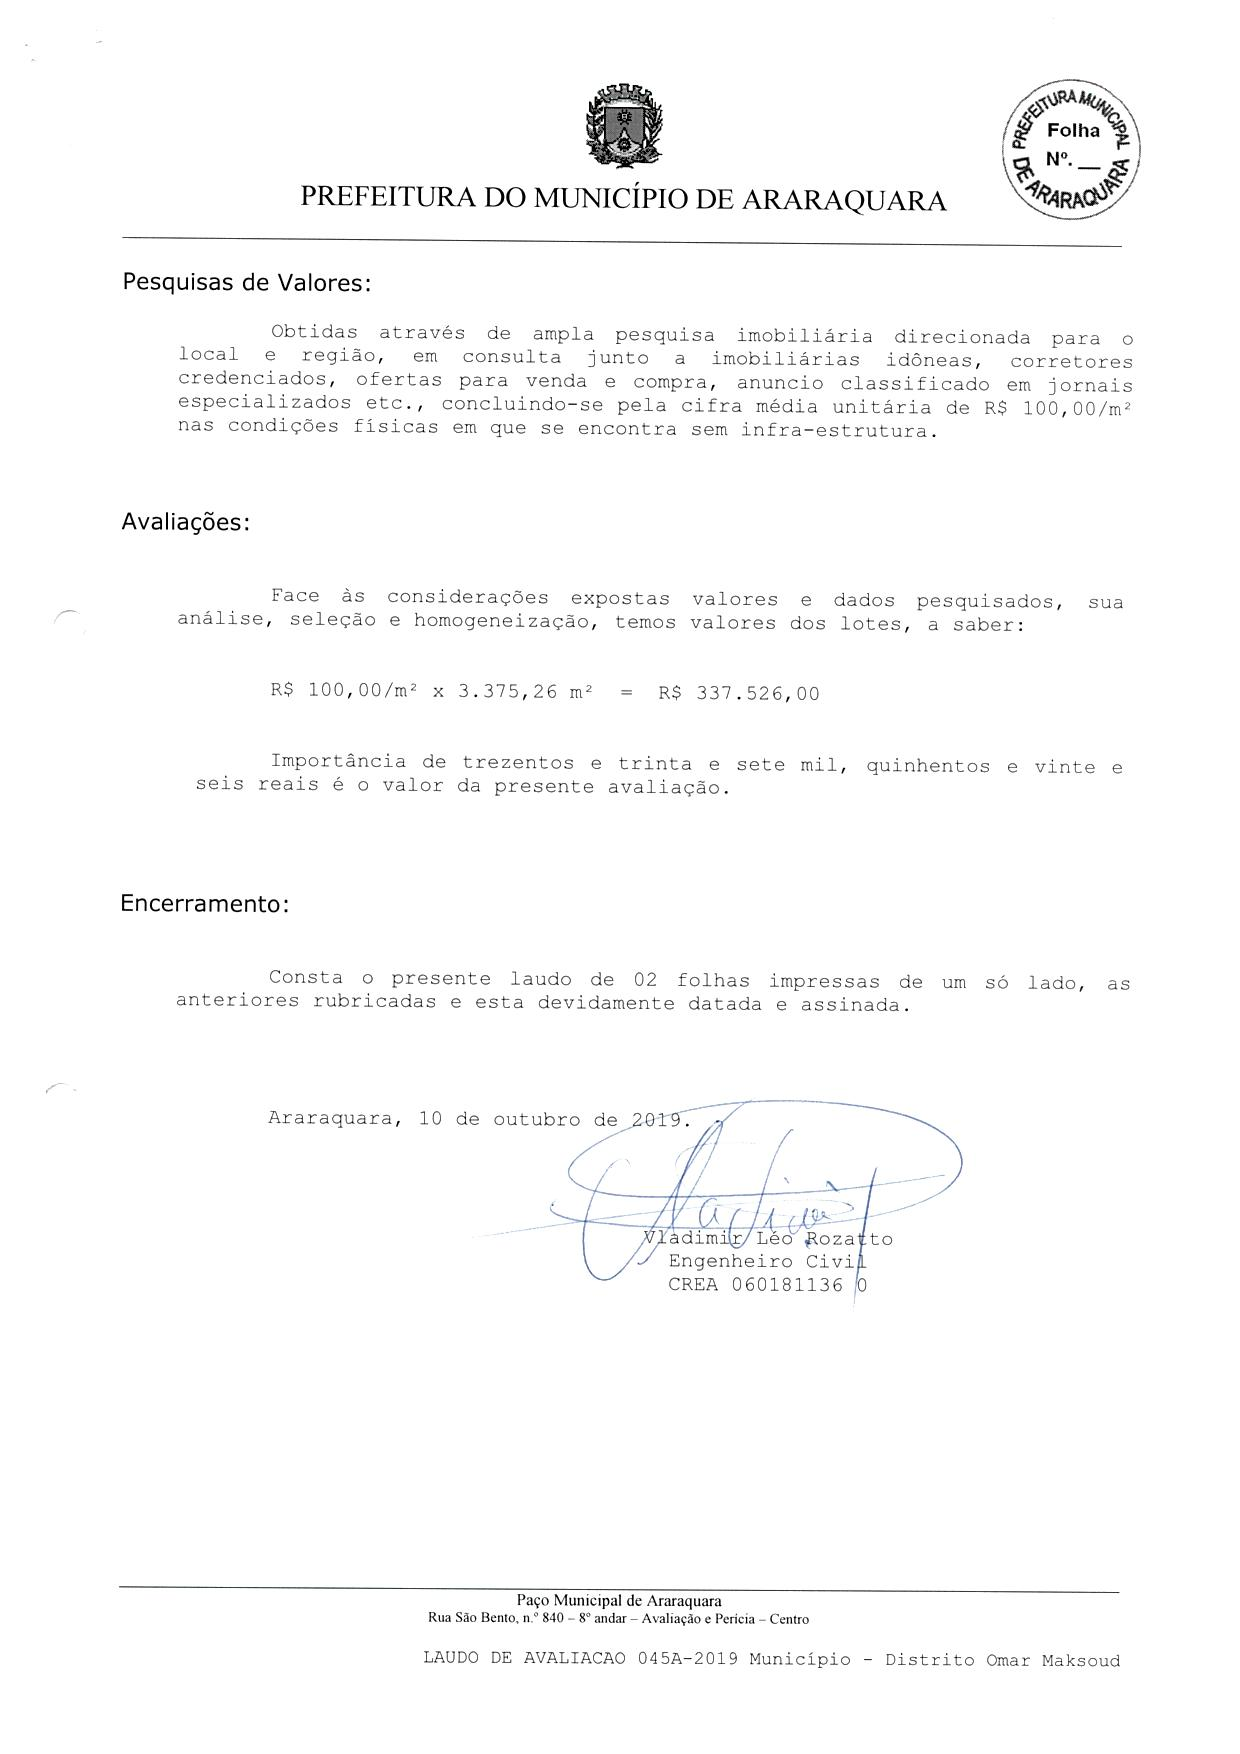 PREFEITURA MUNICIPAL
Folha
Nº. __
DE ARARAQUARA
PREFEITURA DO MUNICÍPIO DE ARARAQUARA
Pesquisas de Valores:
Obtidas através de ampla pesquisa imobiliária direcionada para o
local e região, em consulta junto a imobiliárias idôneas, corretores
credenciados, ofertas para venda e compra, anuncio classificado em jornais
especializados etc., concluindo-se pela cifra média unitária de R$ 100,00/m²
nas condições físicas em que se encontra sem infra-estrutura.
Avaliações:
Face às considerações expostas valores e dados pesquisados, sua
análise, seleção e homogeneização, temos valores dos lotes, a saber:
R$ 100,00/m² x 3.375,26 m² = R$ 337.526,00
Importância de trezentos e trinta e sete mil, quinhentos e vinte e
seis reais é o valor da presente avaliação.
Encerramento:
Consta o presente laudo de 02 folhas impressas de um só lado, as
anteriores rubricadas e esta devidamente datada e assinada.
Araraquara, 10 de outubro de 2019.
Vladimir Léo Rozatto
Engenheiro Civil
CREA 060181136 0
Paço Municipal de Araraquara
Rua São Bento, n.º 840 – 8º andar – Avaliação e Perícia – Centro
LAUDO DE AVALIACAO 045A-2019 Município - Distrito Omar Maksoud